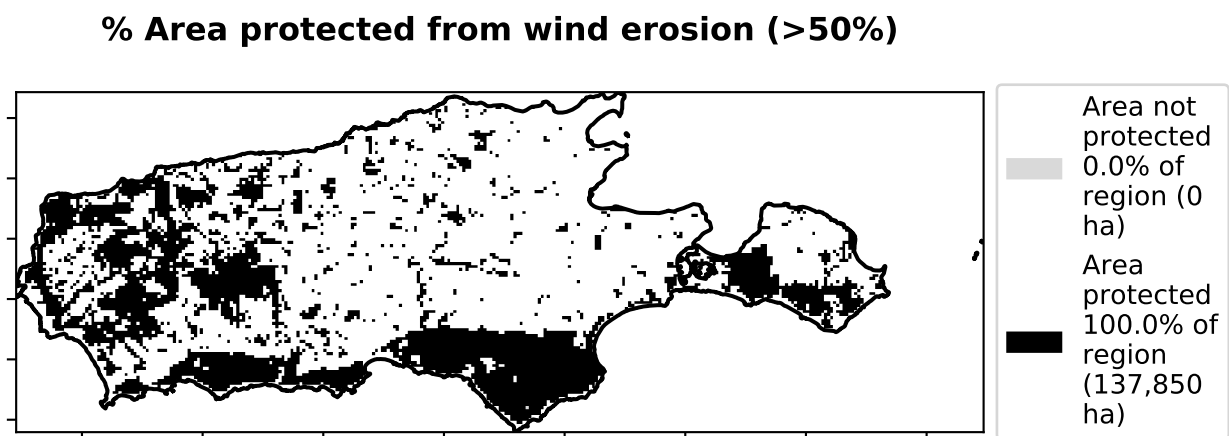 % Area protected from wind erosion (>50%)
Area not
protected
0.0% of
region (0
ha)
Area
protected
100.0% of
region
(137,850
ha)